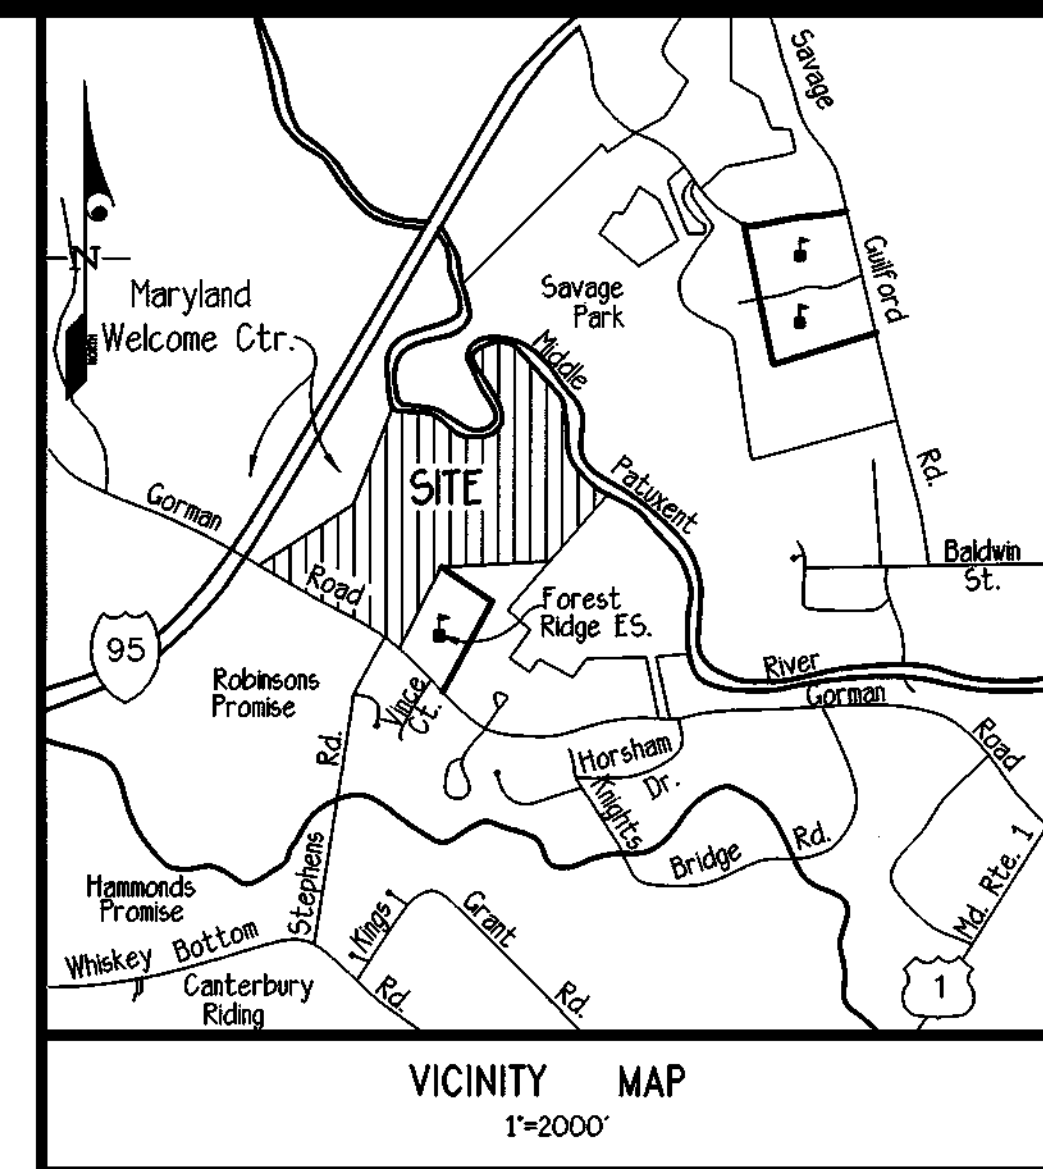 Savage
Guilford
Rd.
N
NORTH
Maryland
Welcome Ctr.
Savage
Park
Middle
Patuxent
River
SITE
Gorman
Road
Baldwin
St.
Forest
Ridge ES.
95
Robinsons
Promise
Vince
Ct.
Gorman
Road
Horsham
Dr.
Knights
Bridge
Rd.
Rd.
Stephens
Hammonds
Promise
Whiskey Bottom
Rd.
Kings
Grant
Rd.
Canterbury
Riding
Md. Rte. 1
1
VICINITY MAP
1"=2000'